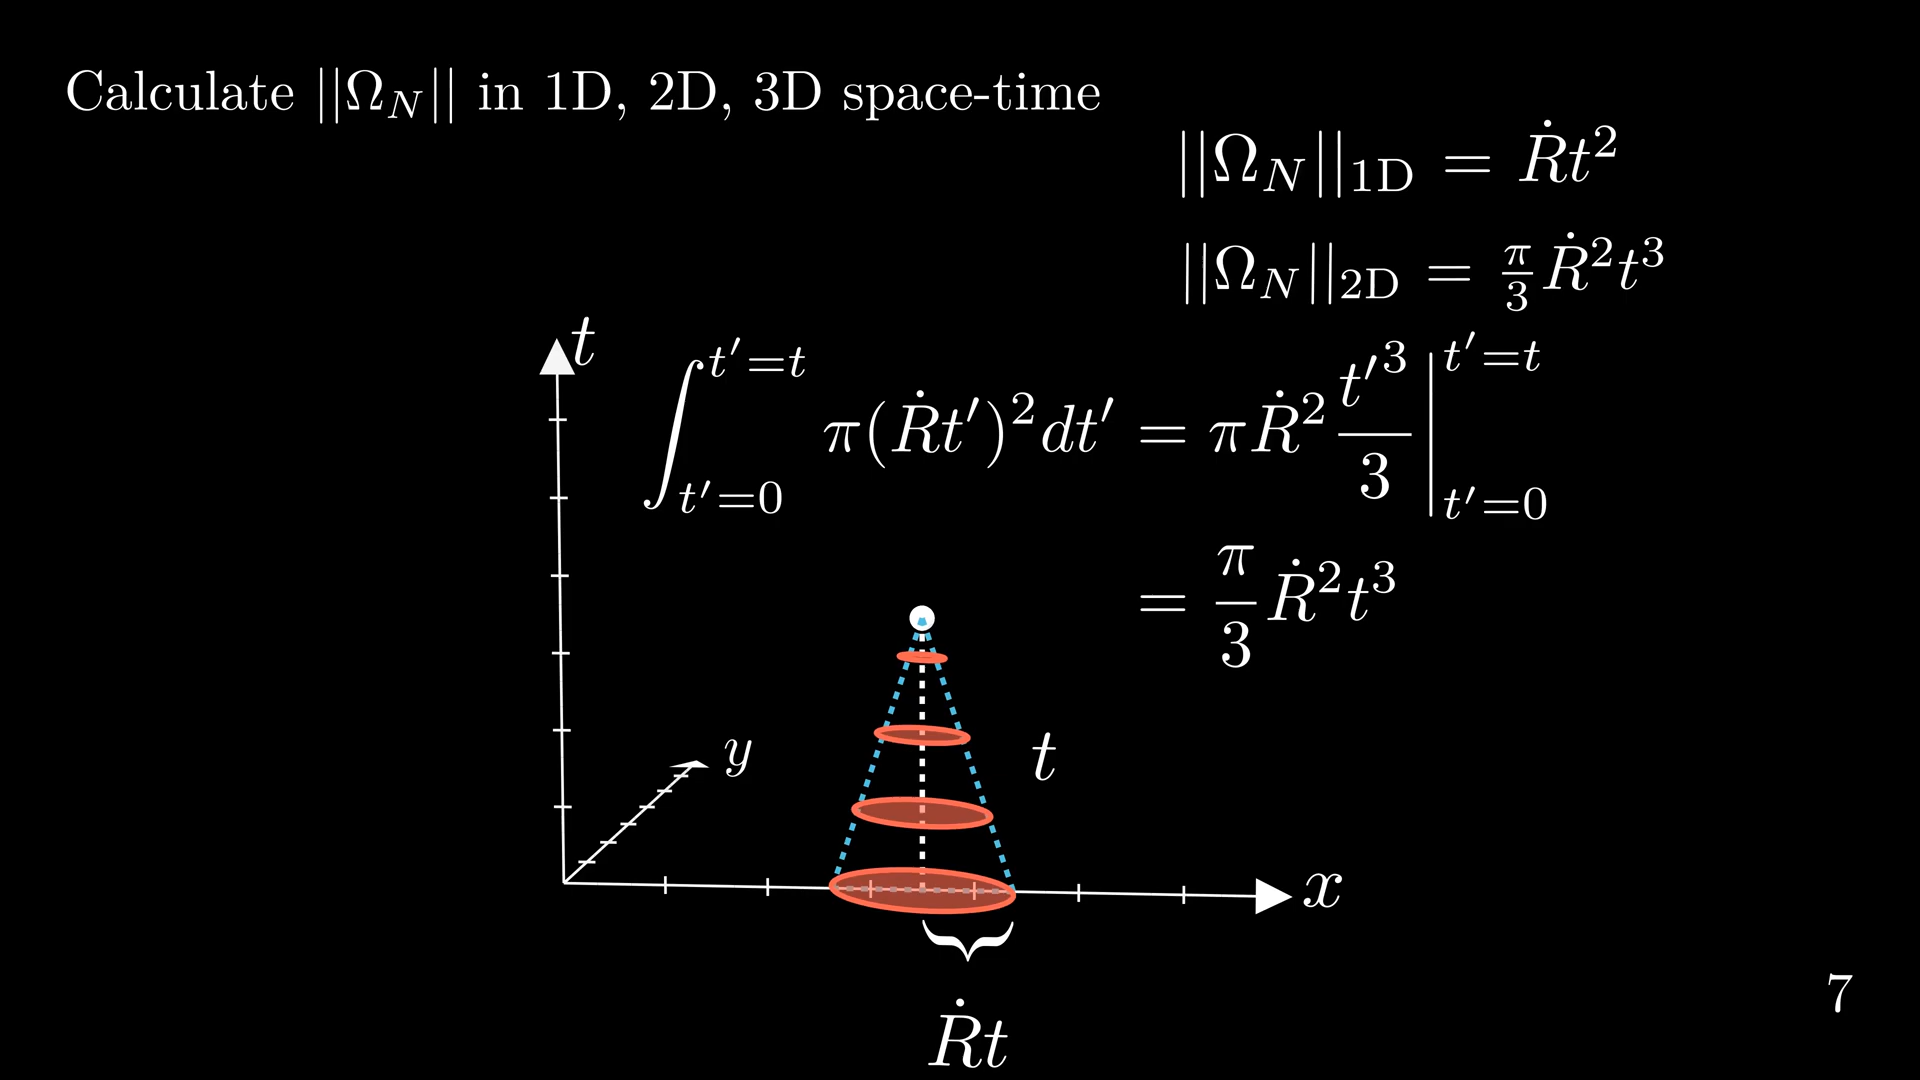 Calculate ||Ω_N|| in 1D, 2D, 3D space-time
||Ω_N||_1D = Ṙt²
||Ω_N||_2D = π/3 Ṙ²t³
t
∫_{t′=0}^{t′=t} π(Ṙt′)²dt′ = πṘ² t′³/3 |_{t′=0}^{t′=t}
= π/3 Ṙ²t³
y
t
x
Ṙt
7